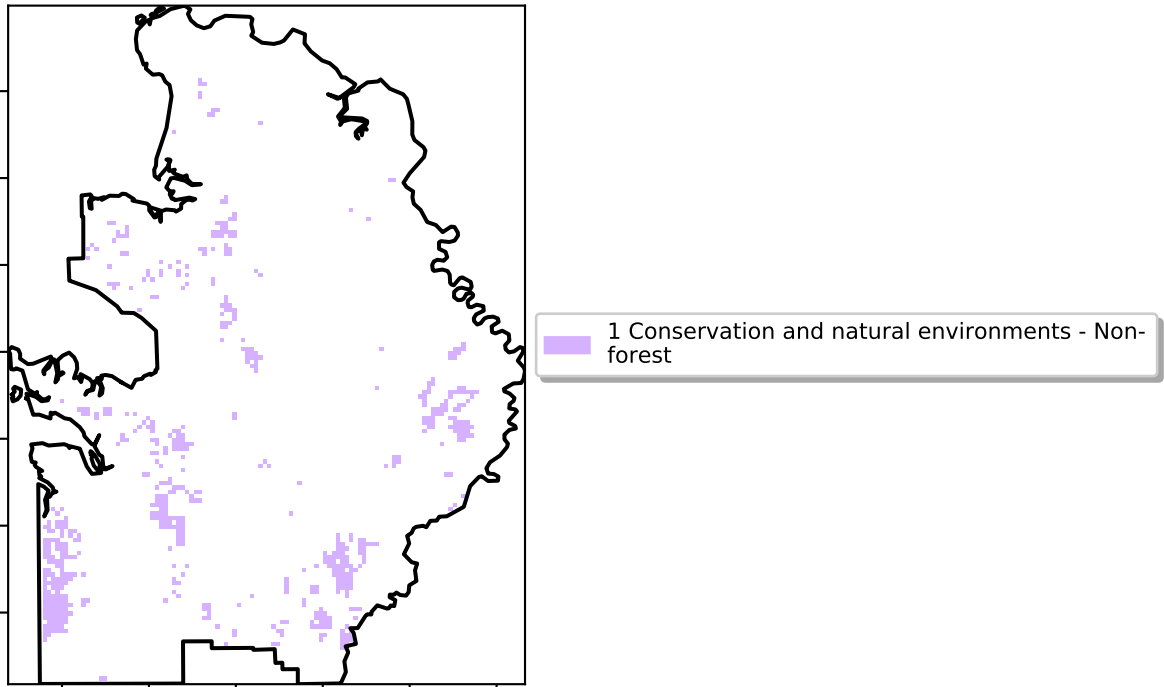 1 Conservation and natural environments - Non-
forest